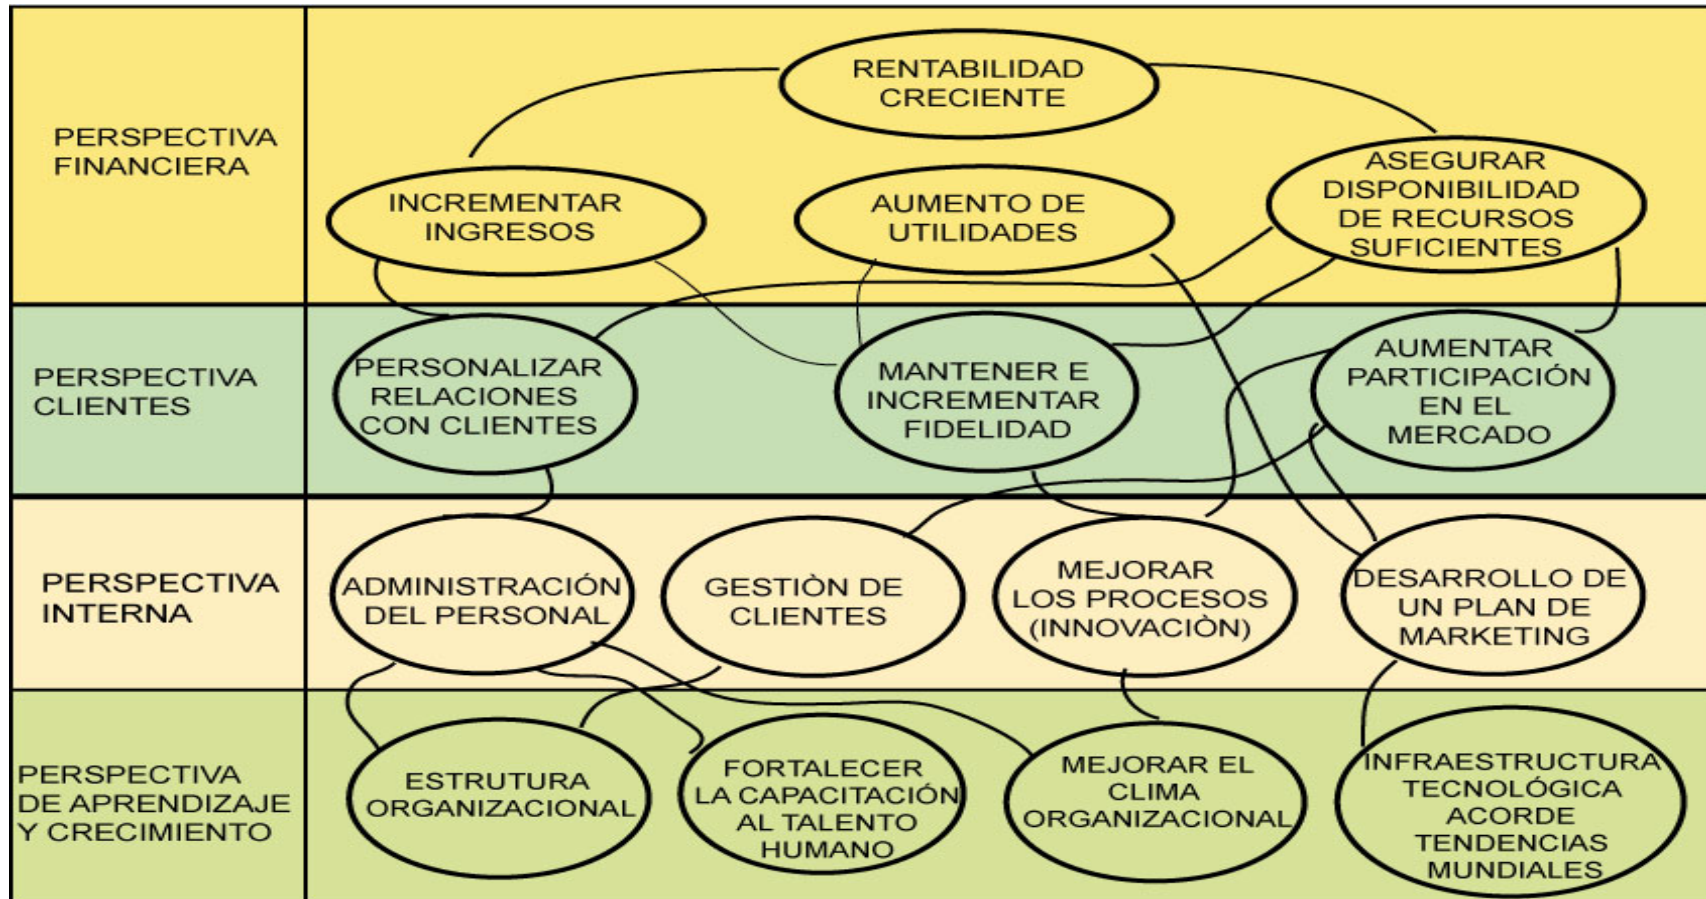 PERSPECTIVA
FINANCIERA
RENTABILIDAD
CRECIENTE
INCREMENTAR
INGRESOS
AUMENTO DE
UTILIDADES
ASEGURAR
DISPONIBILIDAD
DE RECURSOS
SUFICIENTES
PERSPECTIVA
CLIENTES
PERSONALIZAR
RELACIONES
CON CLIENTES
MANTENER E
INCREMENTAR
FIDELIDAD
AUMENTAR
PARTICIPACIÓN
EN EL
MERCADO
PERSPECTIVA
INTERNA
ADMINISTRACIÓN
DEL PERSONAL
GESTIÒN DE
CLIENTES
MEJORAR
LOS PROCESOS
(INNOVACIÒN)
DESARROLLO DE
UN PLAN DE
MARKETING
PERSPECTIVA
DE APRENDIZAJE
Y CRECIMIENTO
ESTRUTURA
ORGANIZACIONAL
FORTALECER
LA CAPACITACIÓN
AL TALENTO
HUMANO
MEJORAR EL
CLIMA
ORGANIZACIONAL
INFRAESTRUCTURA
TECNOLÓGICA
ACORDE
TENDENCIAS
MUNDIALES